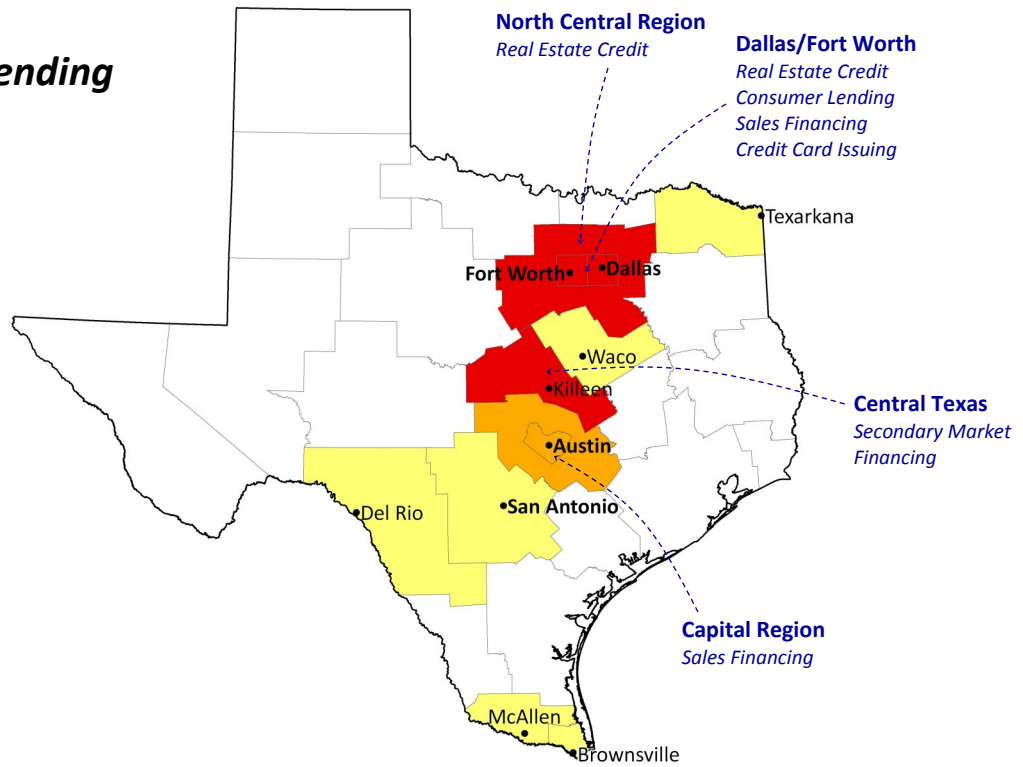 ending
North Central Region
Real Estate Credit
Dallas/Fort Worth
Real Estate Credit
Consumer Lending
Sales Financing
Credit Card Issuing
Texarkana
Fort Worth
Dallas
Waco
Killeen
Central Texas
Secondary Market
Financing
Austin
San Antonio
Del Rio
Capital Region
Sales Financing
McAllen
Brownsville